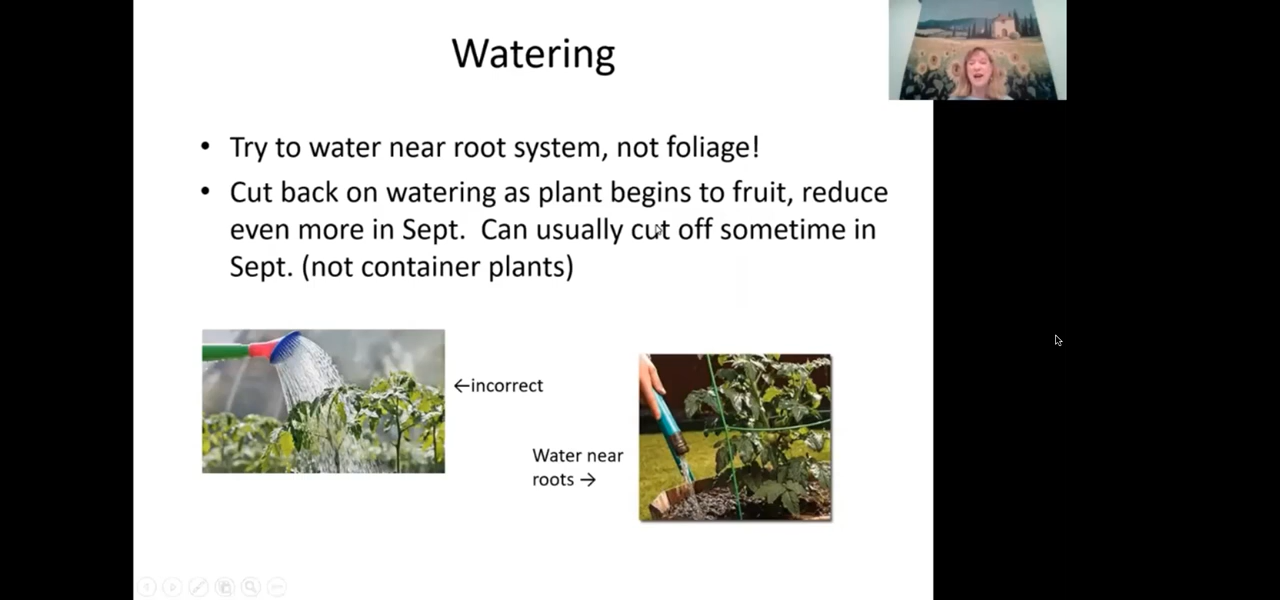 Watering
• Try to water near root system, not foliage!
• Cut back on watering as plant begins to fruit, reduce
even more in Sept.  Can usually cut off sometime in
Sept. (not container plants)
←incorrect
Water near
roots →